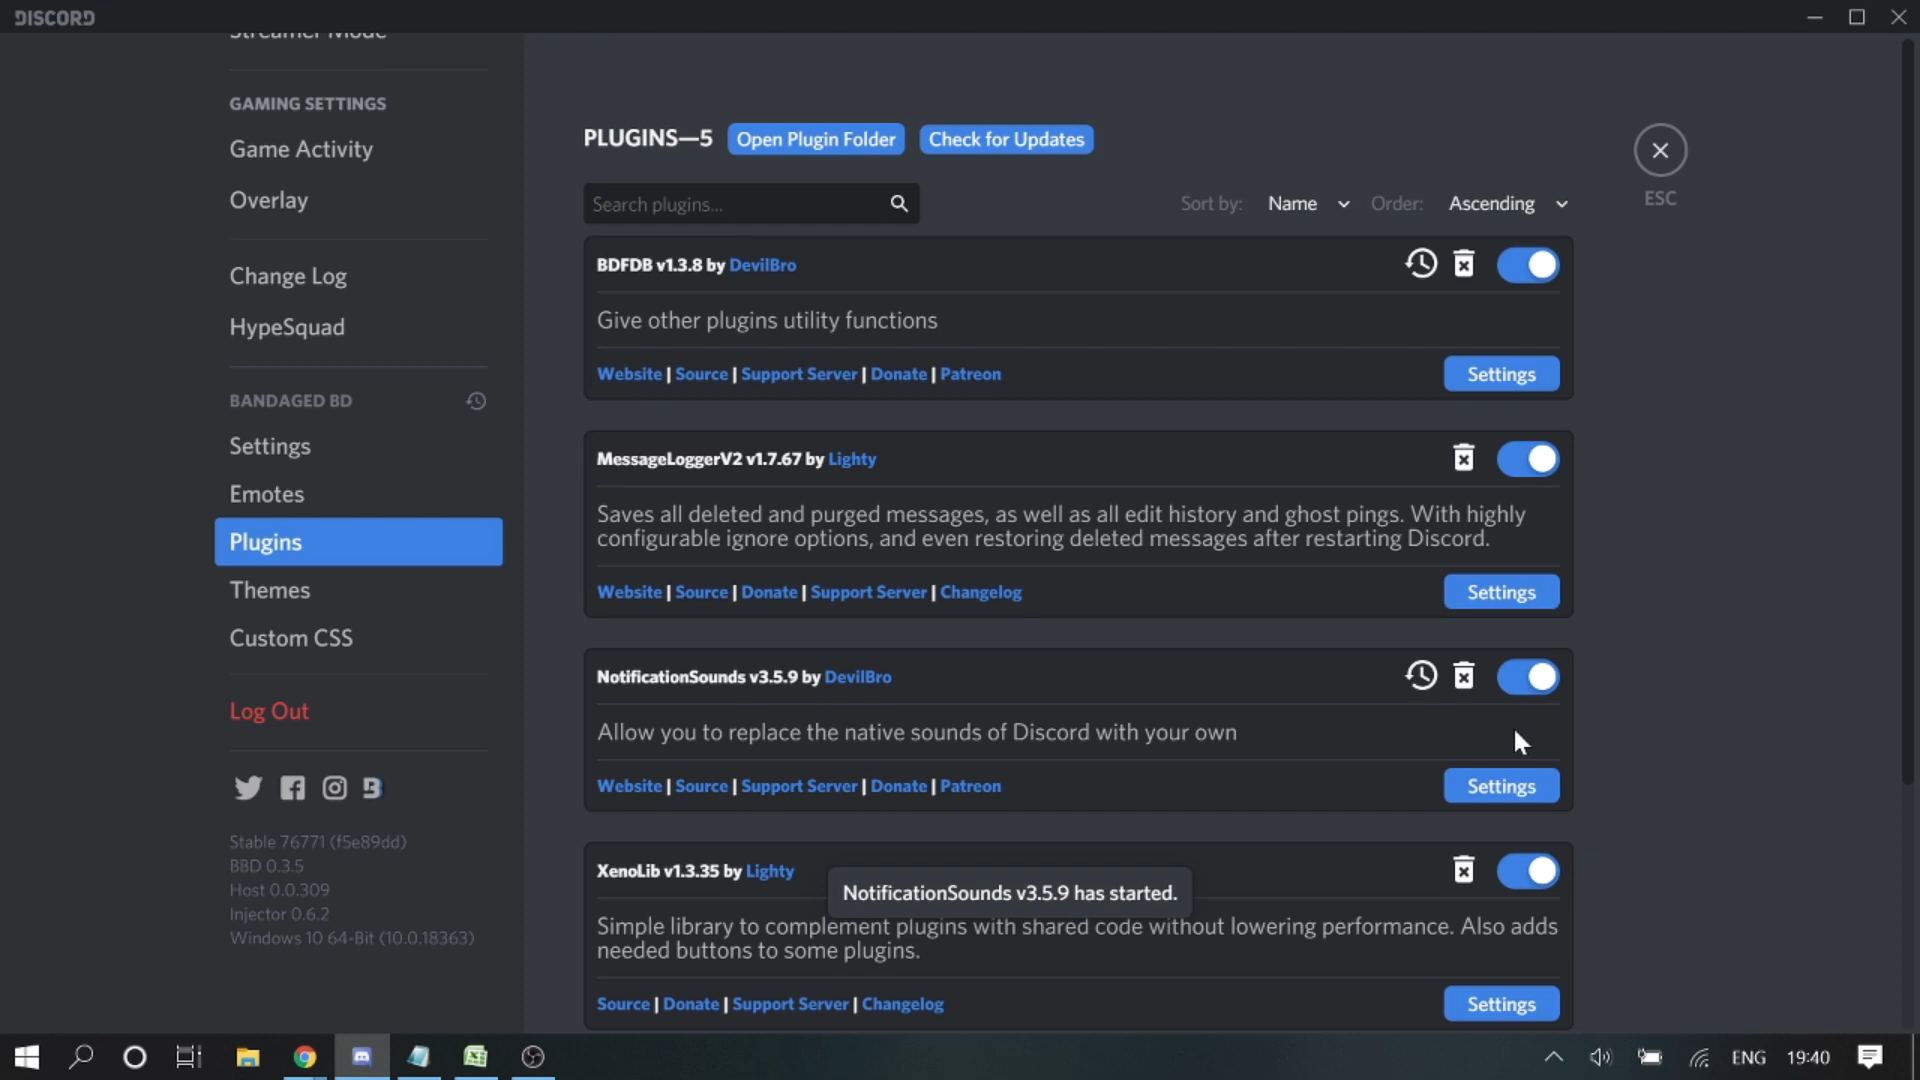 DISCORD
Streamer Mode
GAMING SETTINGS
Game Activity
Overlay
Change Log
HypeSquad
BANDAGED BD
Settings
Emotes
Plugins
Themes
Custom CSS
Log Out
Stable 76771 (f5e89dd)
BBD 0.3.5
Host 0.0.309
Injector 0.6.2
Windows 10 64-Bit (10.0.18363)
PLUGINS—5 Open Plugin Folder Check for Updates
Search plugins... Sort by: Name Order: Ascending
ESC
BDFDB v1.3.8 by DevilBro
Give other plugins utility functions
Website | Source | Support Server | Donate | Patreon Settings
MessageLoggerV2 v1.7.67 by Lighty
Saves all deleted and purged messages, as well as all edit history and ghost pings. With highly
configurable ignore options, and even restoring deleted messages after restarting Discord.
Website | Source | Donate | Support Server | Changelog Settings
NotificationSounds v3.5.9 by DevilBro
Allow you to replace the native sounds of Discord with your own
Website | Source | Support Server | Donate | Patreon Settings
XenoLib v1.3.35 by Lighty
NotificationSounds v3.5.9 has started.
Simple library to complement plugins with shared code without lowering performance. Also adds
needed buttons to some plugins.
Source | Donate | Support Server | Changelog Settings
ENG 19:40